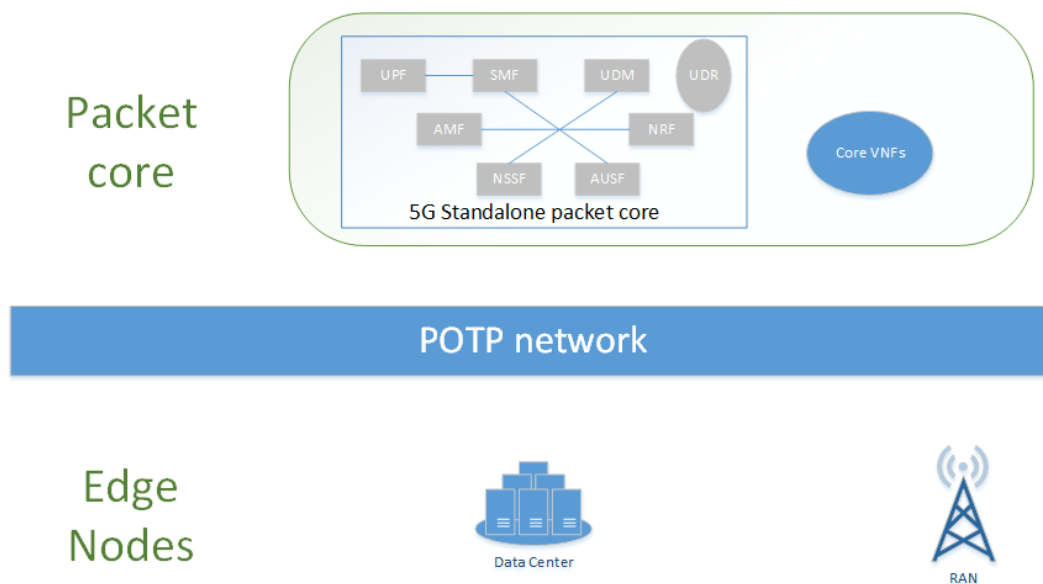 Packet
core
UPF
SMF
UDM
UDR
AMF
NRF
NSSF
AUSF
5G Standalone packet core
Core VNFs
POTP network
Edge
Nodes
Data Center
RAN